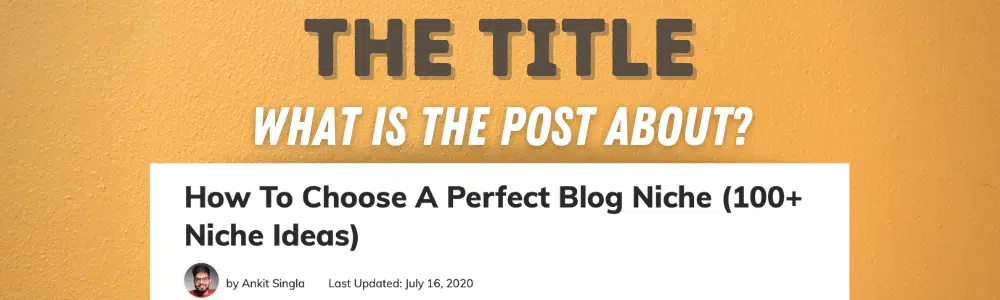 THE TITLE
WHAT IS THE POST ABOUT?
How To Choose A Perfect Blog Niche (100+
Niche Ideas)
by Ankit Singla Last Updated: July 16, 2020